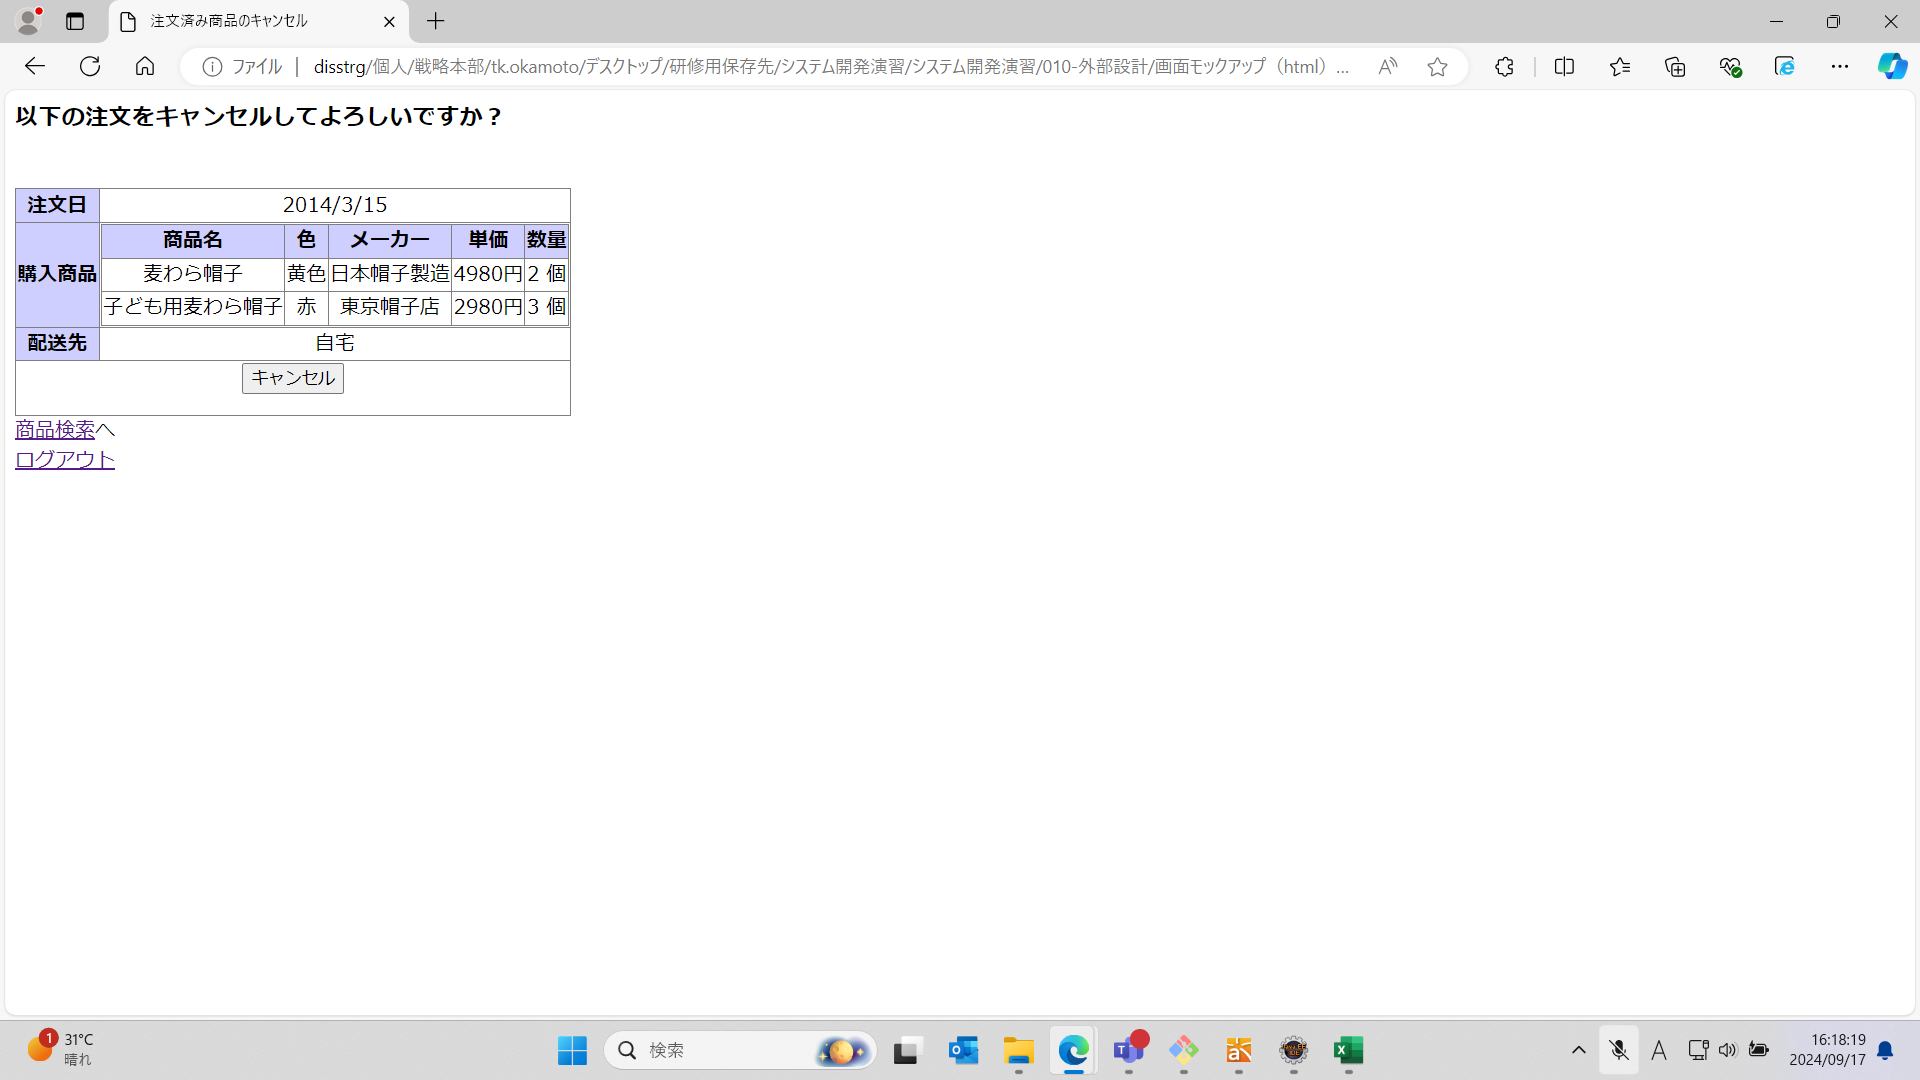 注文済み商品のキャンセル
ファイル disstrg/個人/戦略本部/tk.okamoto/デスクトップ/研修用保存先/システム開発演習/システム開発演習/010-外部設計/画面モックアップ（html）...
以下の注文をキャンセルしてよろしいですか？
注文日 2014/3/15
購入商品
商品名 色 メーカー 単価 数量
麦わら帽子 黄色 日本帽子製造 4980円 2 個
子ども用麦わら帽子 赤 東京帽子店 2980円 3 個
配送先 自宅
キャンセル
商品検索へ
ログアウト
1
31°C
晴れ
検索
A
16:18:19
2024/09/17